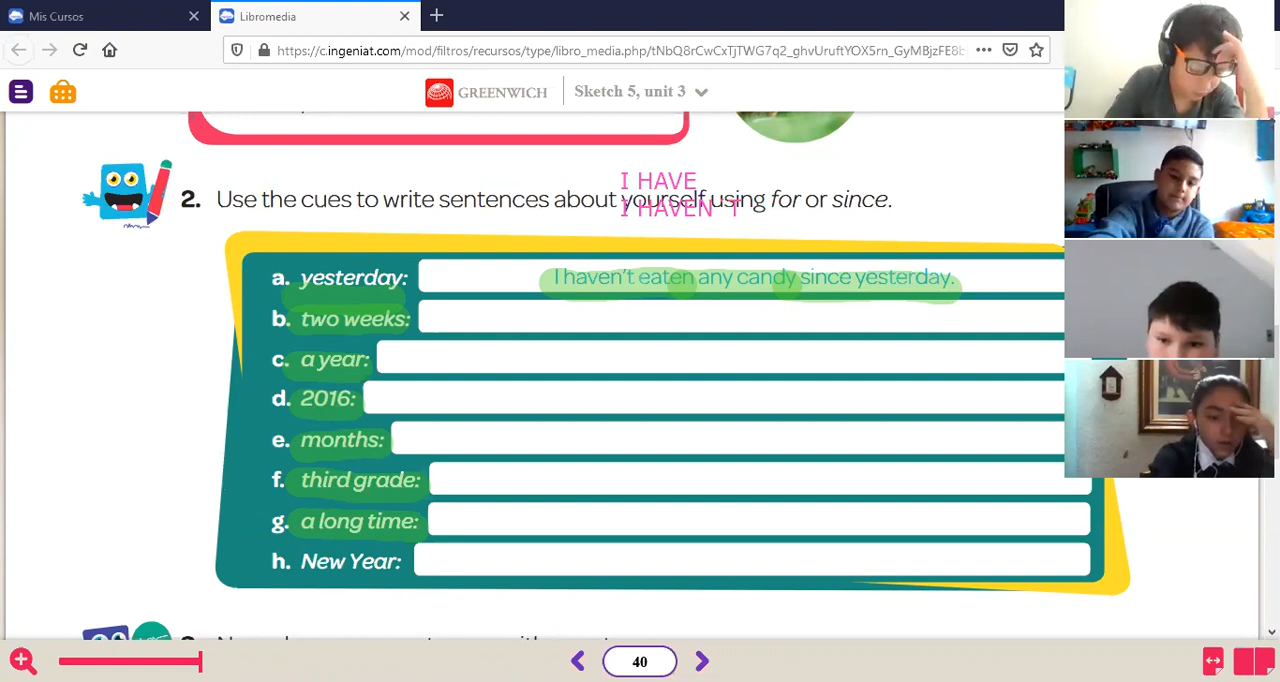 Mis Cursos
Libromedia
https://c.ingeniat.com/mod/filtros/recursos/type/libro_media.php/tNbQ8rCwCxTjTWG7q2_ghvUruftYOX5rn_GyMBjzFE8b
GREENWICH
Sketch 5, unit 3
I HAVE
2. Use the cues to write sentences about yourself using for or since.
I HAVEN´T
a. yesterday: I haven't eaten any candy since yesterday.
b. two weeks:
c. a year:
d. 2016:
e. months:
f. third grade:
g. a long time:
h. New Year:
40